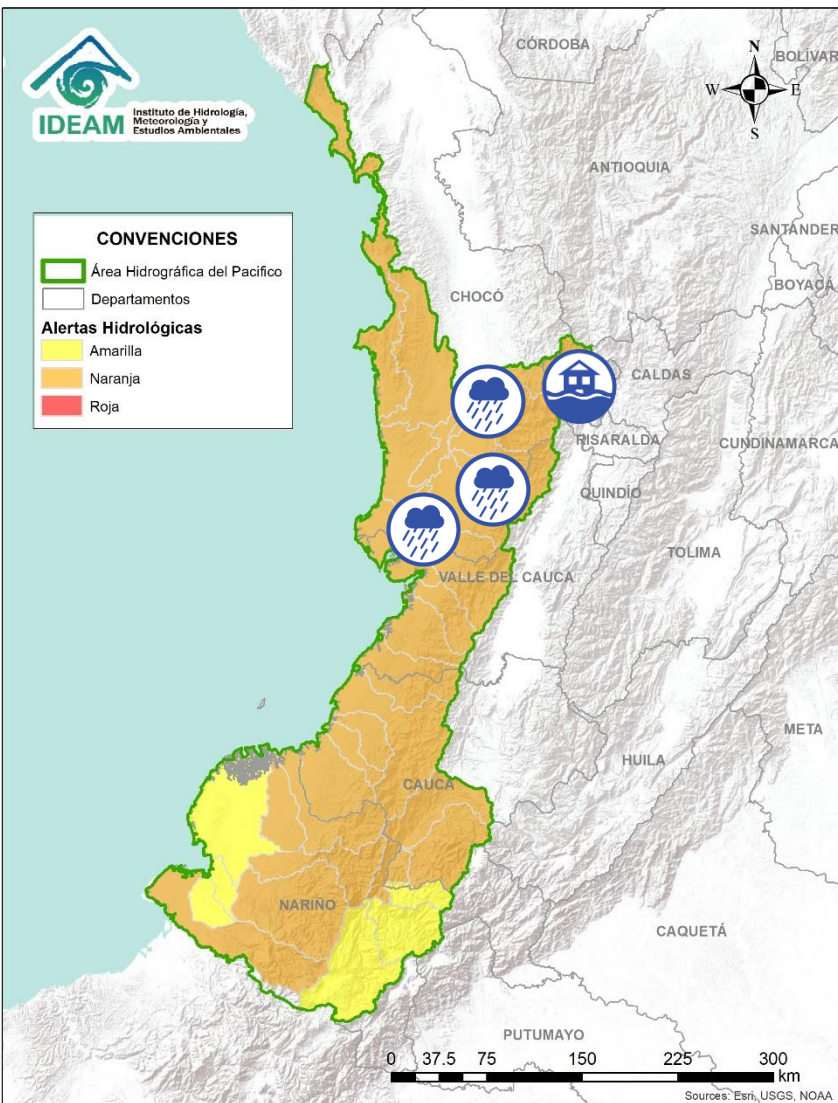 IDEAM
Instituto de Hidrología,
Meteorología y
Estudios Ambientales
CÓRDOBA
BOLÍVAR
N
W
E
S
ANTIOQUIA
SANTANDER
BOYACÁ
CONVENCIONES
Área Hidrográfica del Pacifico
Departamentos
Alertas Hidrológicas
Amarilla
Naranja
Roja
CHOCÓ
CALDAS
RISARALDA
CUNDINAMARCA
QUINDÍO
TOLIMA
VALLE DEL CAUCA
META
HUILA
CAUCA
NARIÑO
CAQUETÁ
PUTUMAYO
0 37.5 75 150 225 300
km
Sources: Esri, USGS, NOAA